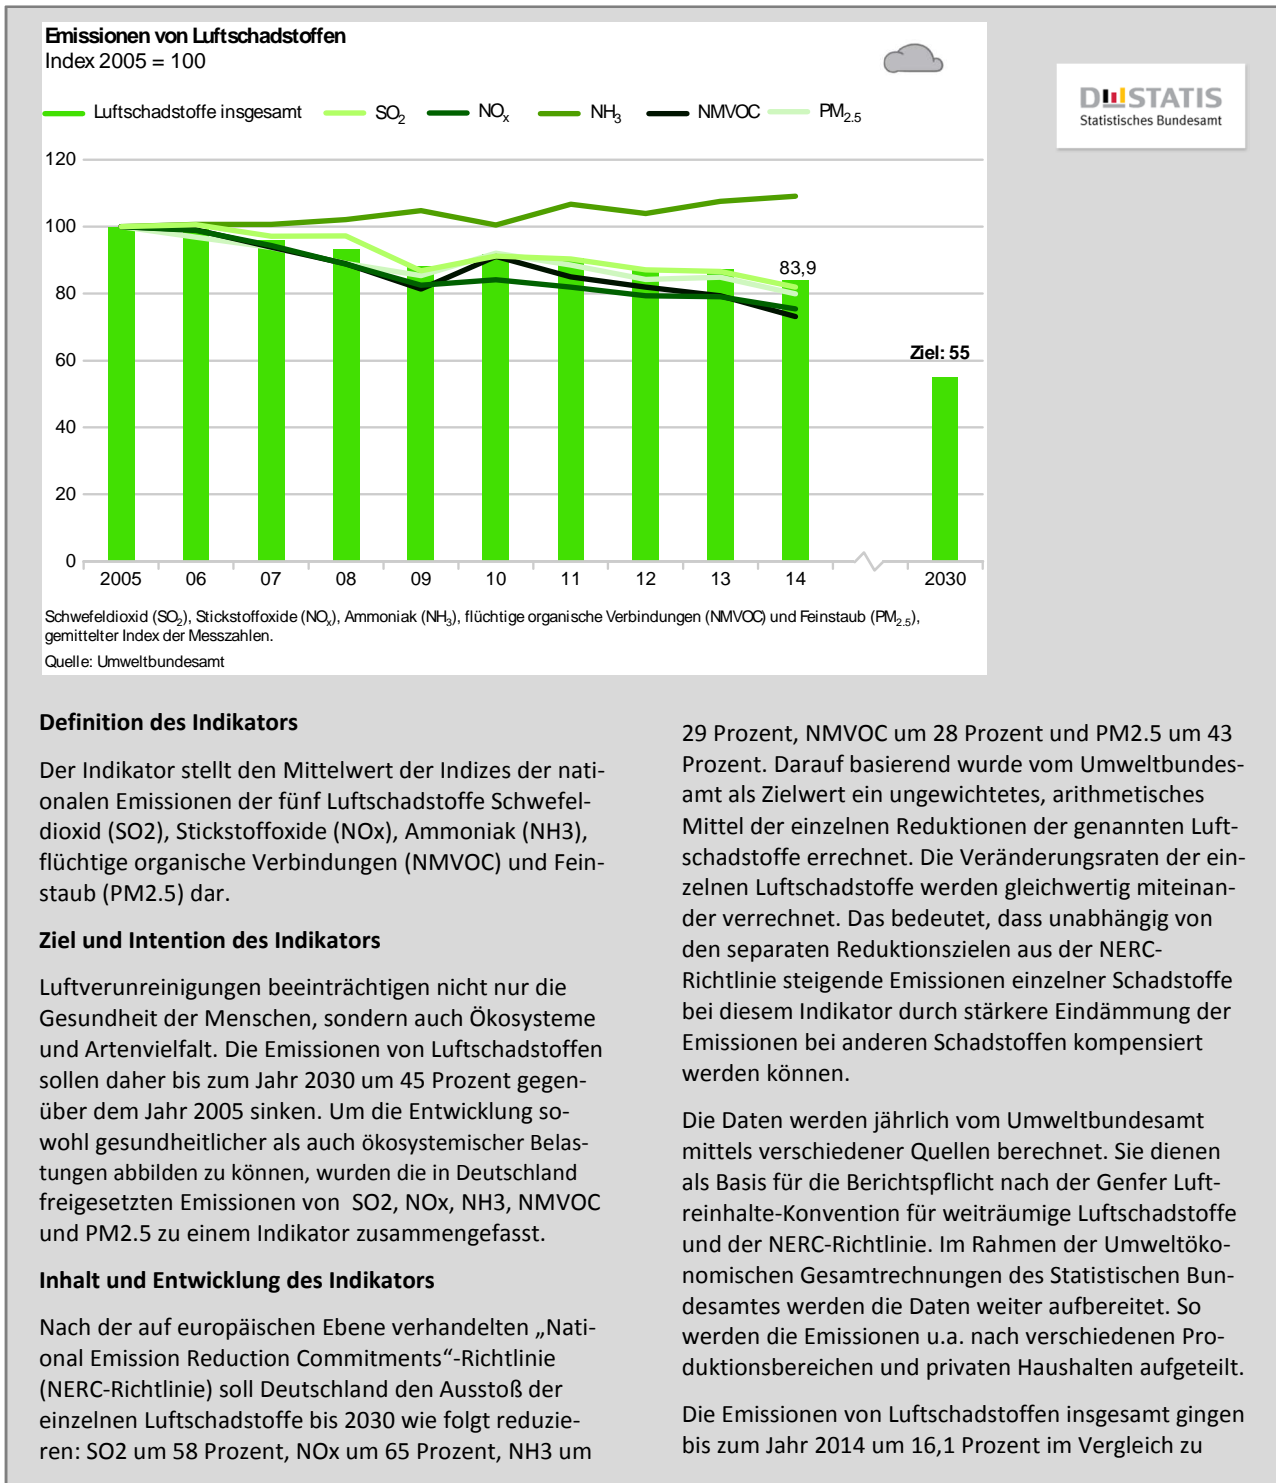 Emissionen von Luftschadstoffen
Index 2005 = 100
Luftschadstoffe insgesamt SO2 NOx NH3 NMVOC PM2.5
DESTATIS
Statistisches Bundesamt
120
100
80
60
40
20
0
83,9
Ziel: 55
2005 06 07 08 09 10 11 12 13 14 2030
Schwefeldioxid (SO2), Stickstoffoxide (NOx), Ammoniak (NH3), flüchtige organische Verbindungen (NMVOC) und Feinstaub (PM2.5),
gemittelter Index der Messzahlen.
Quelle: Umweltbundesamt
Definition des Indikators
Der Indikator stellt den Mittelwert der Indizes der nati-
onalen Emissionen der fünf Luftschadstoffe Schwefel-
dioxid (SO2), Stickstoffoxide (NOx), Ammoniak (NH3),
flüchtige organische Verbindungen (NMVOC) und Fein-
staub (PM2.5) dar.
Ziel und Intention des Indikators
Luftverunreinigungen beeinträchtigen nicht nur die
Gesundheit der Menschen, sondern auch Ökosysteme
und Artenvielfalt. Die Emissionen von Luftschadstoffen
sollen daher bis zum Jahr 2030 um 45 Prozent gegen-
über dem Jahr 2005 sinken. Um die Entwicklung so-
wohl gesundheitlicher als auch ökosystemischer Belas-
tungen abbilden zu können, wurden die in Deutschland
freigesetzten Emissionen von SO2, NOx, NH3, NMVOC
und PM2.5 zu einem Indikator zusammengefasst.
Inhalt und Entwicklung des Indikators
Nach der auf europäischen Ebene verhandelten „Nati-
onal Emission Reduction Commitments“-Richtlinie
(NERC-Richtlinie) soll Deutschland den Ausstoß der
einzelnen Luftschadstoffe bis 2030 wie folgt reduzie-
ren: SO2 um 58 Prozent, NOx um 65 Prozent, NH3 um
29 Prozent, NMVOC um 28 Prozent und PM2.5 um 43
Prozent. Darauf basierend wurde vom Umweltbundes-
amt als Zielwert ein ungewichtetes, arithmetisches
Mittel der einzelnen Reduktionen der genannten Luft-
schadstoffe errechnet. Die Veränderungsraten der ein-
zelnen Luftschadstoffe werden gleichwertig miteinan-
der verrechnet. Das bedeutet, dass unabhängig von
den separaten Reduktionszielen aus der NERC-
Richtlinie steigende Emissionen einzelner Schadstoffe
bei diesem Indikator durch stärkere Eindämmung der
Emissionen bei anderen Schadstoffen kompensiert
werden können.
Die Daten werden jährlich vom Umweltbundesamt
mittels verschiedener Quellen berechnet. Sie dienen
als Basis für die Berichtspflicht nach der Genfer Luft-
reinhalte-Konvention für weiträumige Luftschadstoffe
und der NERC-Richtlinie. Im Rahmen der Umweltöko-
nomischen Gesamtrechnungen des Statistischen Bun-
desamtes werden die Daten weiter aufbereitet. So
werden die Emissionen u.a. nach verschiedenen Pro-
duktionsbereichen und privaten Haushalten aufgeteilt.
Die Emissionen von Luftschadstoffen insgesamt gingen
bis zum Jahr 2014 um 16,1 Prozent im Vergleich zu